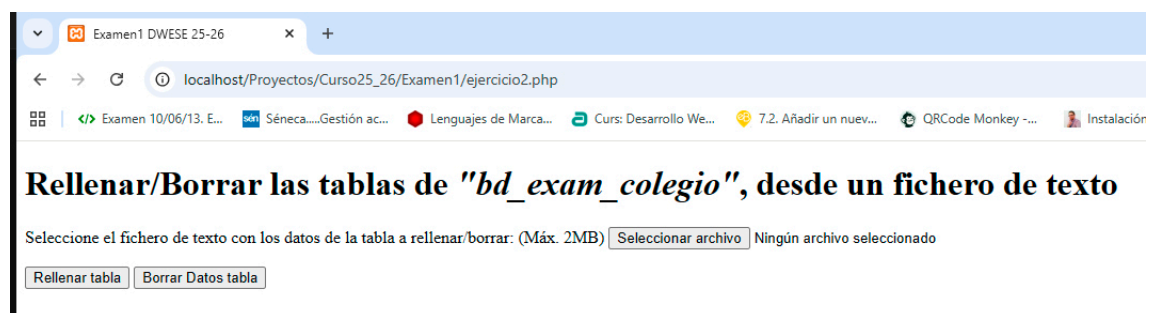 Examen1 DWESE 25-26
localhost/Proyectos/Curso25_26/Examen1/ejercicio2.php
Examen 10/06/13. E... sén Séneca.....Gestión ac... Lenguajes de Marca... Curs: Desarrollo We... 7.2. Añadir un nuev... QRCode Monkey -... Instalación
Rellenar/Borrar las tablas de "bd_exam_colegio", desde un fichero de texto
Seleccione el fichero de texto con los datos de la tabla a rellenar/borrar: (Máx. 2MB) Seleccionar archivo Ningún archivo seleccionado
Rellenar tabla Borrar Datos tabla